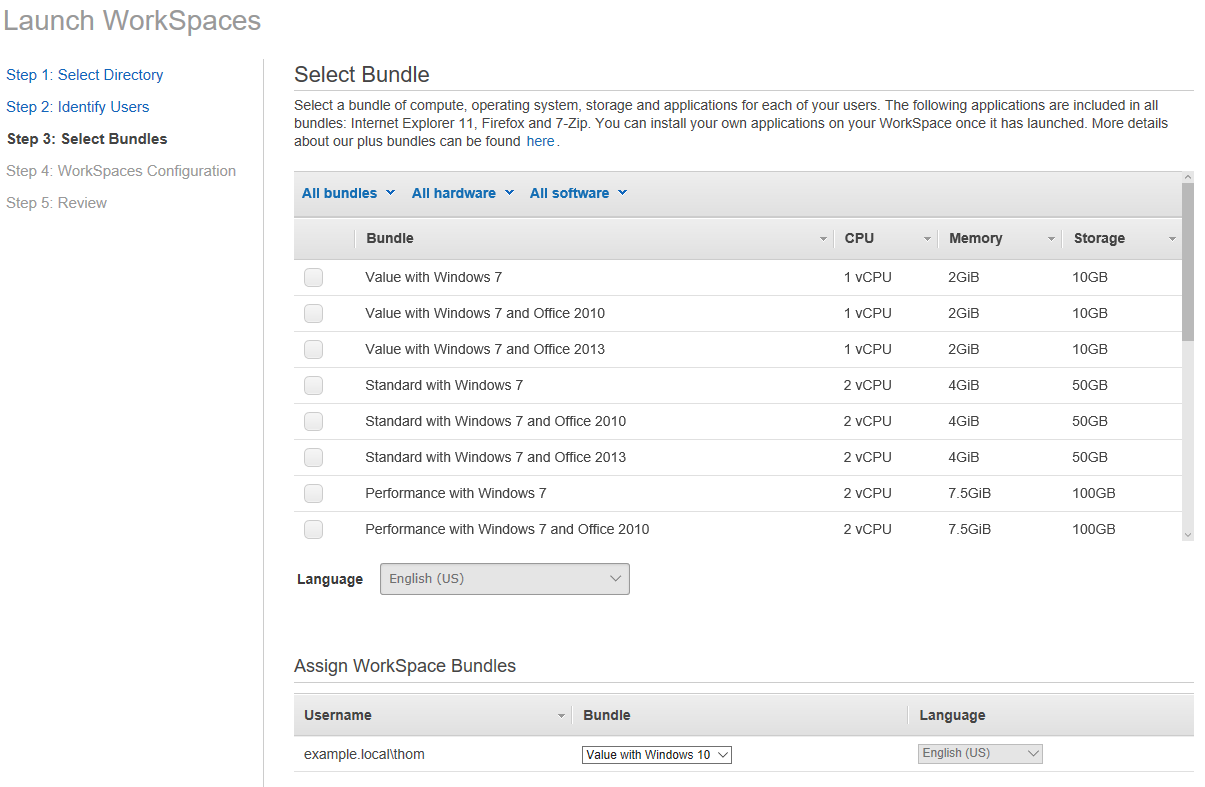 Launch WorkSpaces
Step 1: Select Directory
Step 2: Identify Users
Step 3: Select Bundles
Step 4: WorkSpaces Configuration
Step 5: Review
Select Bundle
Select a bundle of compute, operating system, storage and applications for each of your users. The following applications are included in all
bundles: Internet Explorer 11, Firefox and 7-Zip. You can install your own applications on your WorkSpace once it has launched. More details
about our plus bundles can be found here.
All bundles All hardware All software
Bundle CPU Memory Storage
Value with Windows 7 1 vCPU 2GiB 10GB
Value with Windows 7 and Office 2010 1 vCPU 2GiB 10GB
Value with Windows 7 and Office 2013 1 vCPU 2GiB 10GB
Standard with Windows 7 2 vCPU 4GiB 50GB
Standard with Windows 7 and Office 2010 2 vCPU 4GiB 50GB
Standard with Windows 7 and Office 2013 2 vCPU 4GiB 50GB
Performance with Windows 7 2 vCPU 7.5GiB 100GB
Performance with Windows 7 and Office 2010 2 vCPU 7.5GiB 100GB
Language English (US)
Assign WorkSpace Bundles
Username Bundle Language
example.local\thom Value with Windows 10 English (US)